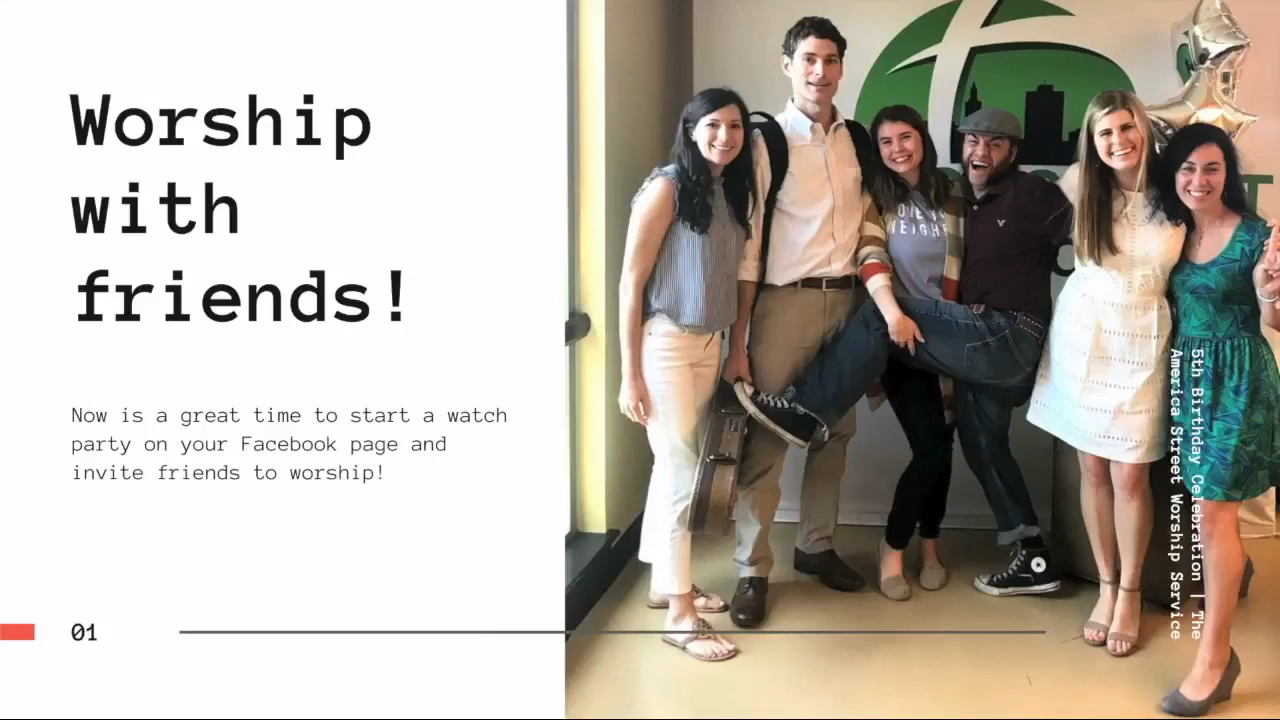 Worship
with
friends!
Now is a great time to start a watch
party on your Facebook page and
invite friends to worship!
01
5th Birthday Celebration | The
America Street Worship Service